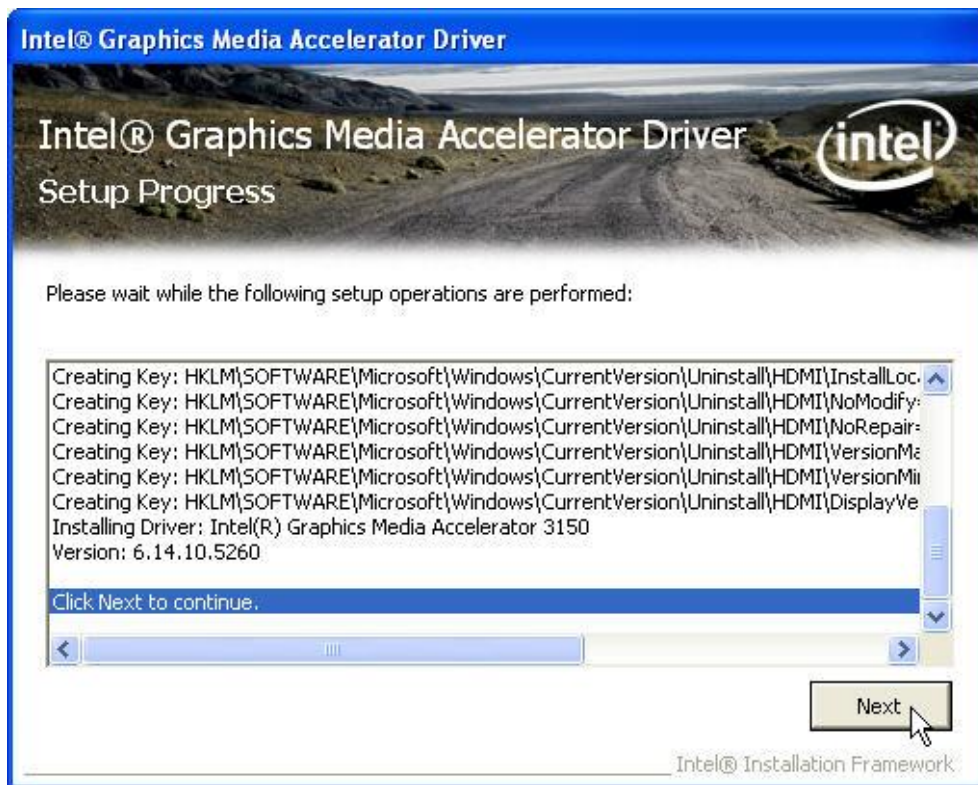 Intel® Graphics Media Accelerator Driver
Intel® Graphics Media Accelerator Driver
intel
Setup Progress
Please wait while the following setup operations are performed:
Creating Key: HKLM\SOFTWARE\Microsoft\Windows\CurrentVersion\Uninstall\HDMI\InstallLoc
Creating Key: HKLM\SOFTWARE\Microsoft\Windows\CurrentVersion\Uninstall\HDMI\NoModify=
Creating Key: HKLM\SOFTWARE\Microsoft\Windows\CurrentVersion\Uninstall\HDMI\NoRepair=
Creating Key: HKLM\SOFTWARE\Microsoft\Windows\CurrentVersion\Uninstall\HDMI\VersionMa
Creating Key: HKLM\SOFTWARE\Microsoft\Windows\CurrentVersion\Uninstall\HDMI\VersionMi
Creating Key: HKLM\SOFTWARE\Microsoft\Windows\CurrentVersion\Uninstall\HDMI\DisplayVe
Installing Driver: Intel(R) Graphics Media Accelerator 3150
Version: 6.14.10.5260
Click Next to continue.
Next
Intel® Installation Framework